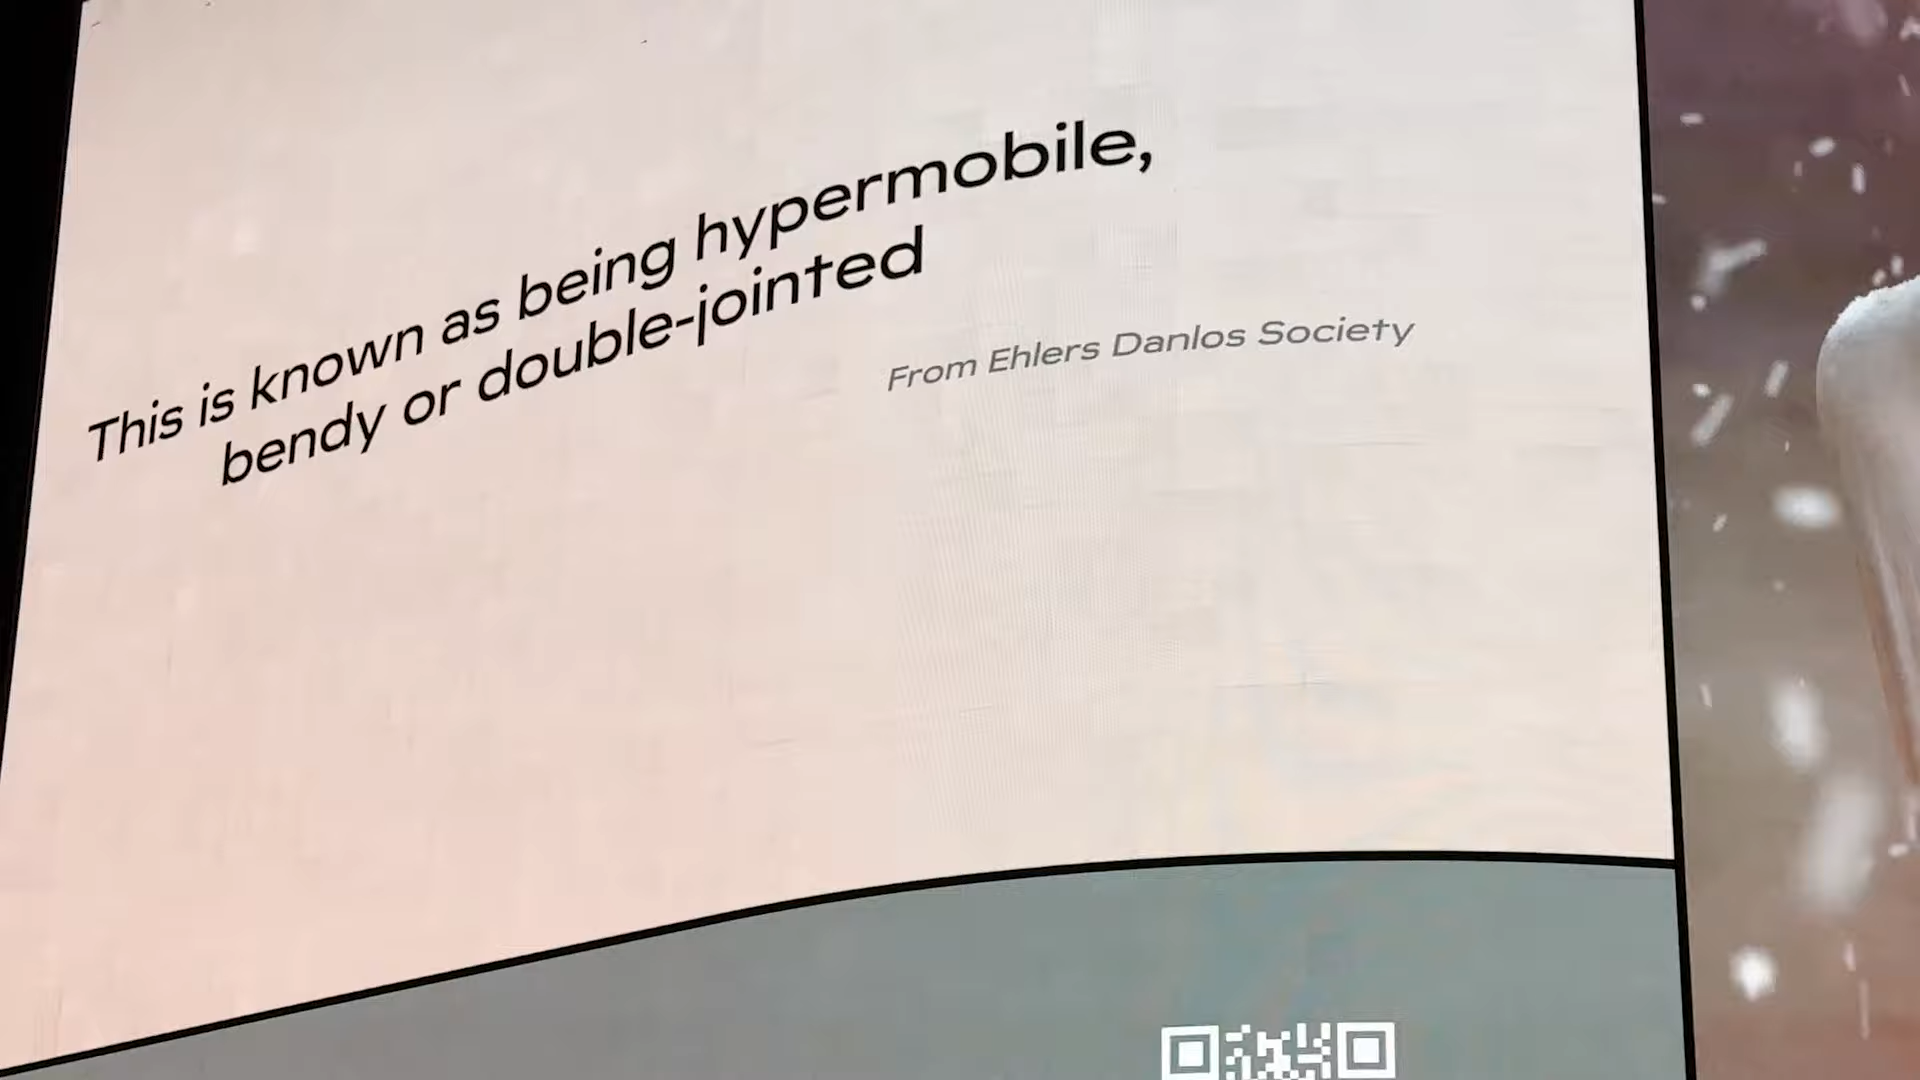 This is known as being hypermobile,
bendy or double-jointed
From Ehlers Danlos Society